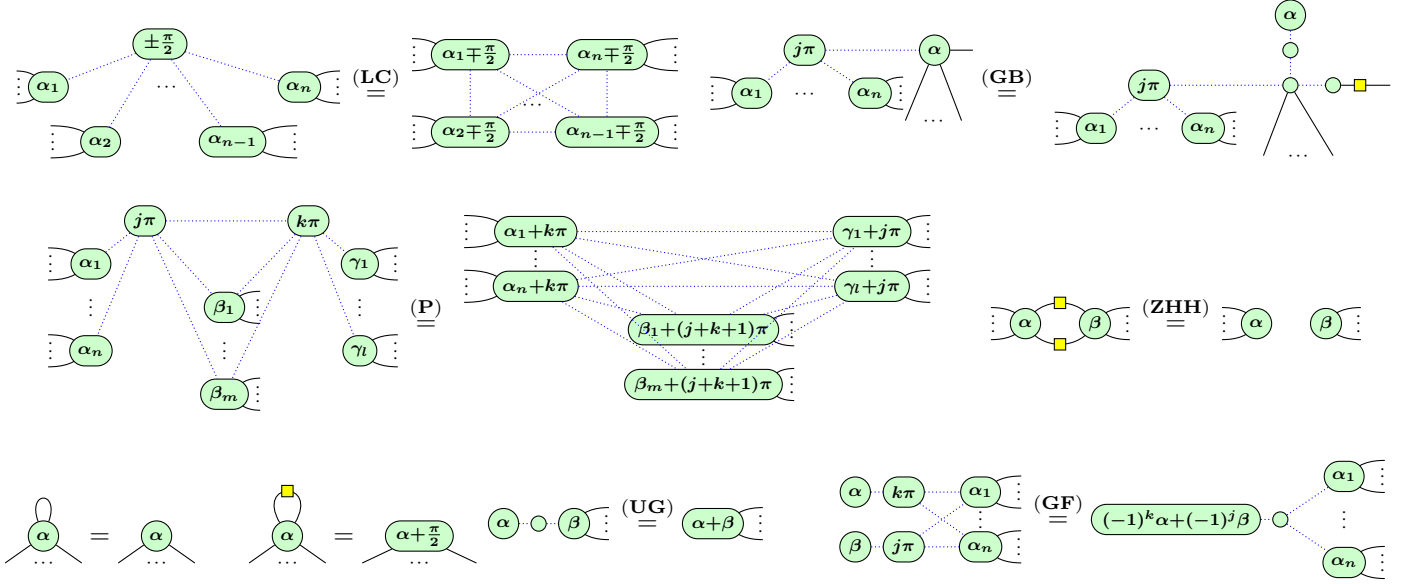 ±π/2
α₁ α₂ ... αₙ₋₁ αₙ
(LC)
=
α₁∓π/2 αₙ∓π/2
...
α₂∓π/2 αₙ₋₁∓π/2
jπ α
α₁ ... αₙ ...
(GB)
=
α
jπ
α₁ ... αₙ ...
jπ kπ
α₁ γ₁
⋮ β₁ ⋮
αₙ ⋮ γₗ
βₘ
(P)
=
α₁+kπ γ₁+jπ
⋮ ⋮
αₙ+kπ γₗ+jπ
β₁+(j+k+1)π
⋮
βₘ+(j+k+1)π
α β
(ZHH)
=
α β
α = α
... ...
α = α+π/2
... ...
α β
(UG)
=
α+β
α kπ α₁
⋮
β jπ αₙ
(GF)
=
(-1)ᵏα+(-1)ʲβ
α₁
⋮
αₙ